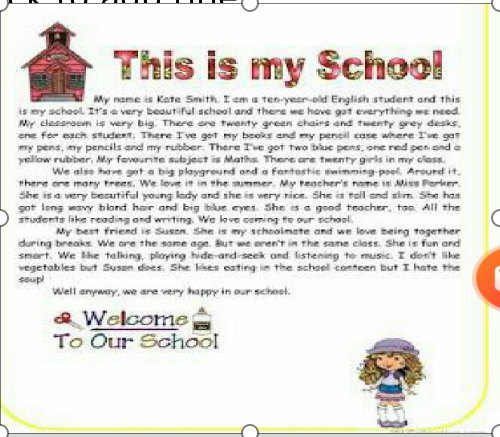 This is my School
My name is Kate Smith. I am a ten-year-old English student and this
is my school. It's a very beautiful school and there we have got everything we need.
My classroom is very big. There are twenty green chairs and twenty grey desks,
one for each student. There I've got my books and my pencil case where I've got
my pens, my pencils and my rubber. There I've got two blue pens, one red pen and a
yellow rubber. My favourite subject is Maths. There are twenty girls in my class.
We also have got a big playground and a fantastic swimming-pool. Around it,
there are many trees. We love it in the summer. My teacher's name is Miss Parker.
She is a very beautiful young lady and she is very nice. She is tall and slim. She has
got long wavy blond hair and big blue eyes. She is a good teacher, too. All the
students like reading and writing. We love coming to our school.
My best friend is Susan. She is my schoolmate and we love being together
during breaks. We are the same age. But we aren't in the same class. She is fun and
smart. We like talking, playing hide-and-seek and listening to music. I don't like
vegetables but Susan does. She likes eating in the school canteen but I hate the
soup!
Well anyway, we are very happy in our school.
Welcome
To Our School